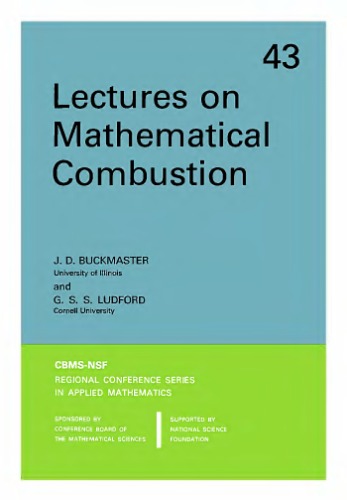 43
Lectures on
Mathematical
Combustion
J. D. BUCKMASTER
University of Illinois
and
G. S. S. LUDFORD
Cornell University
CBMS-NSF
REGIONAL CONFERENCE SERIES
IN APPLIED MATHEMATICS
SPONSORED BY
CONFERENCE BOARD OF
THE MATHEMATICAL SCIENCES
SUPPORTED BY
NATIONAL SCIENCE
FOUNDATION